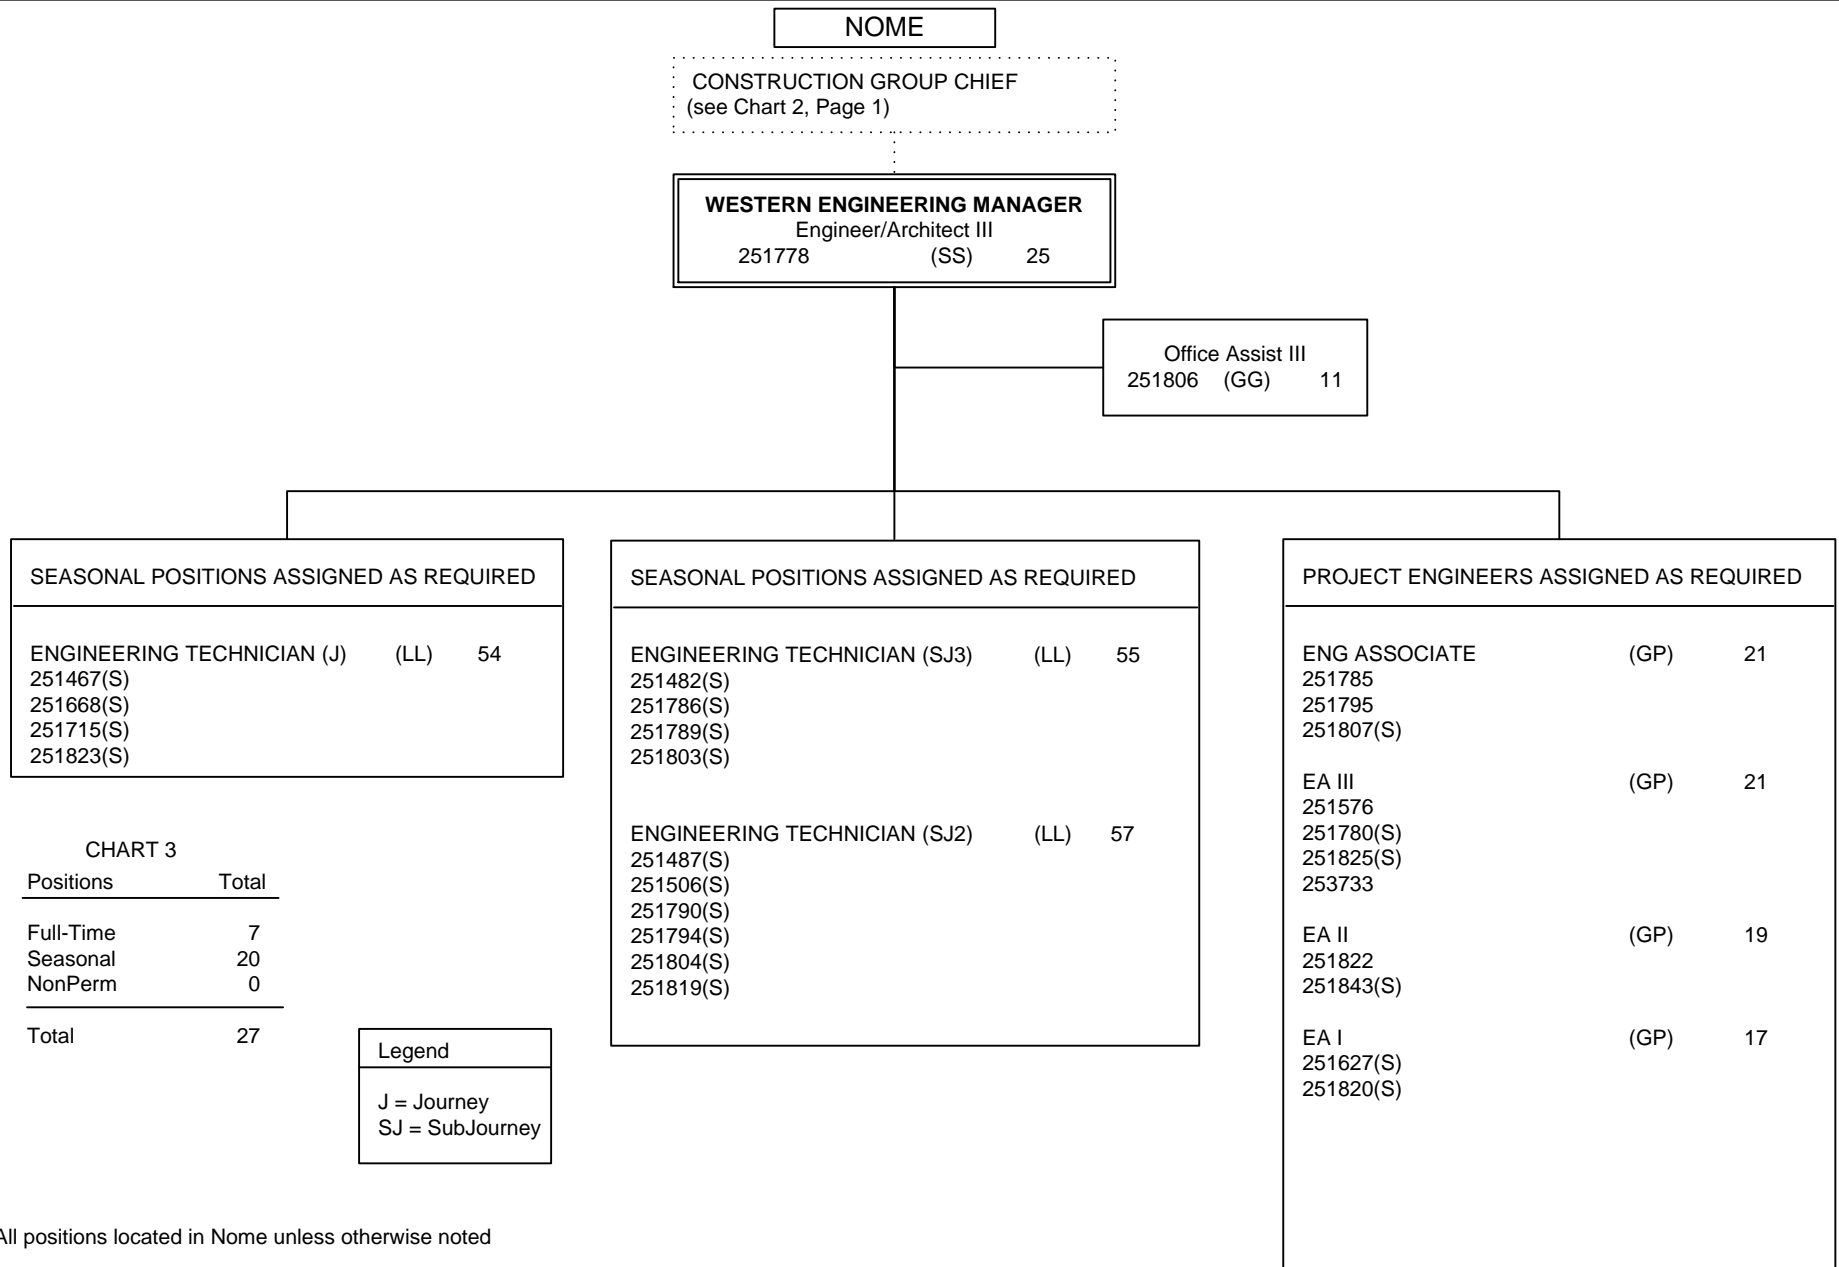 NOME
CONSTRUCTION GROUP CHIEF
(see Chart 2, Page 1)
WESTERN ENGINEERING MANAGER
Engineer/Architect III
251778 (SS) 25
Office Assist III
251806 (GG) 11
SEASONAL POSITIONS ASSIGNED AS REQUIRED
ENGINEERING TECHNICIAN (J) (LL) 54
251467(S)
251668(S)
251715(S)
251823(S)
SEASONAL POSITIONS ASSIGNED AS REQUIRED
ENGINEERING TECHNICIAN (SJ3) (LL) 55
251482(S)
251786(S)
251789(S)
251803(S)
ENGINEERING TECHNICIAN (SJ2) (LL) 57
251487(S)
251506(S)
251790(S)
251794(S)
251804(S)
251819(S)
PROJECT ENGINEERS ASSIGNED AS REQUIRED
ENG ASSOCIATE (GP) 21
251785
251795
251807(S)
EA III (GP) 21
251576
251780(S)
251825(S)
253733
EA II (GP) 19
251822
251843(S)
EA I (GP) 17
251627(S)
251820(S)
CHART 3
Positions Total
Full-Time 7
Seasonal 20
NonPerm 0
Total 27
Legend
J = Journey
SJ = SubJourney
All positions located in Nome unless otherwise noted